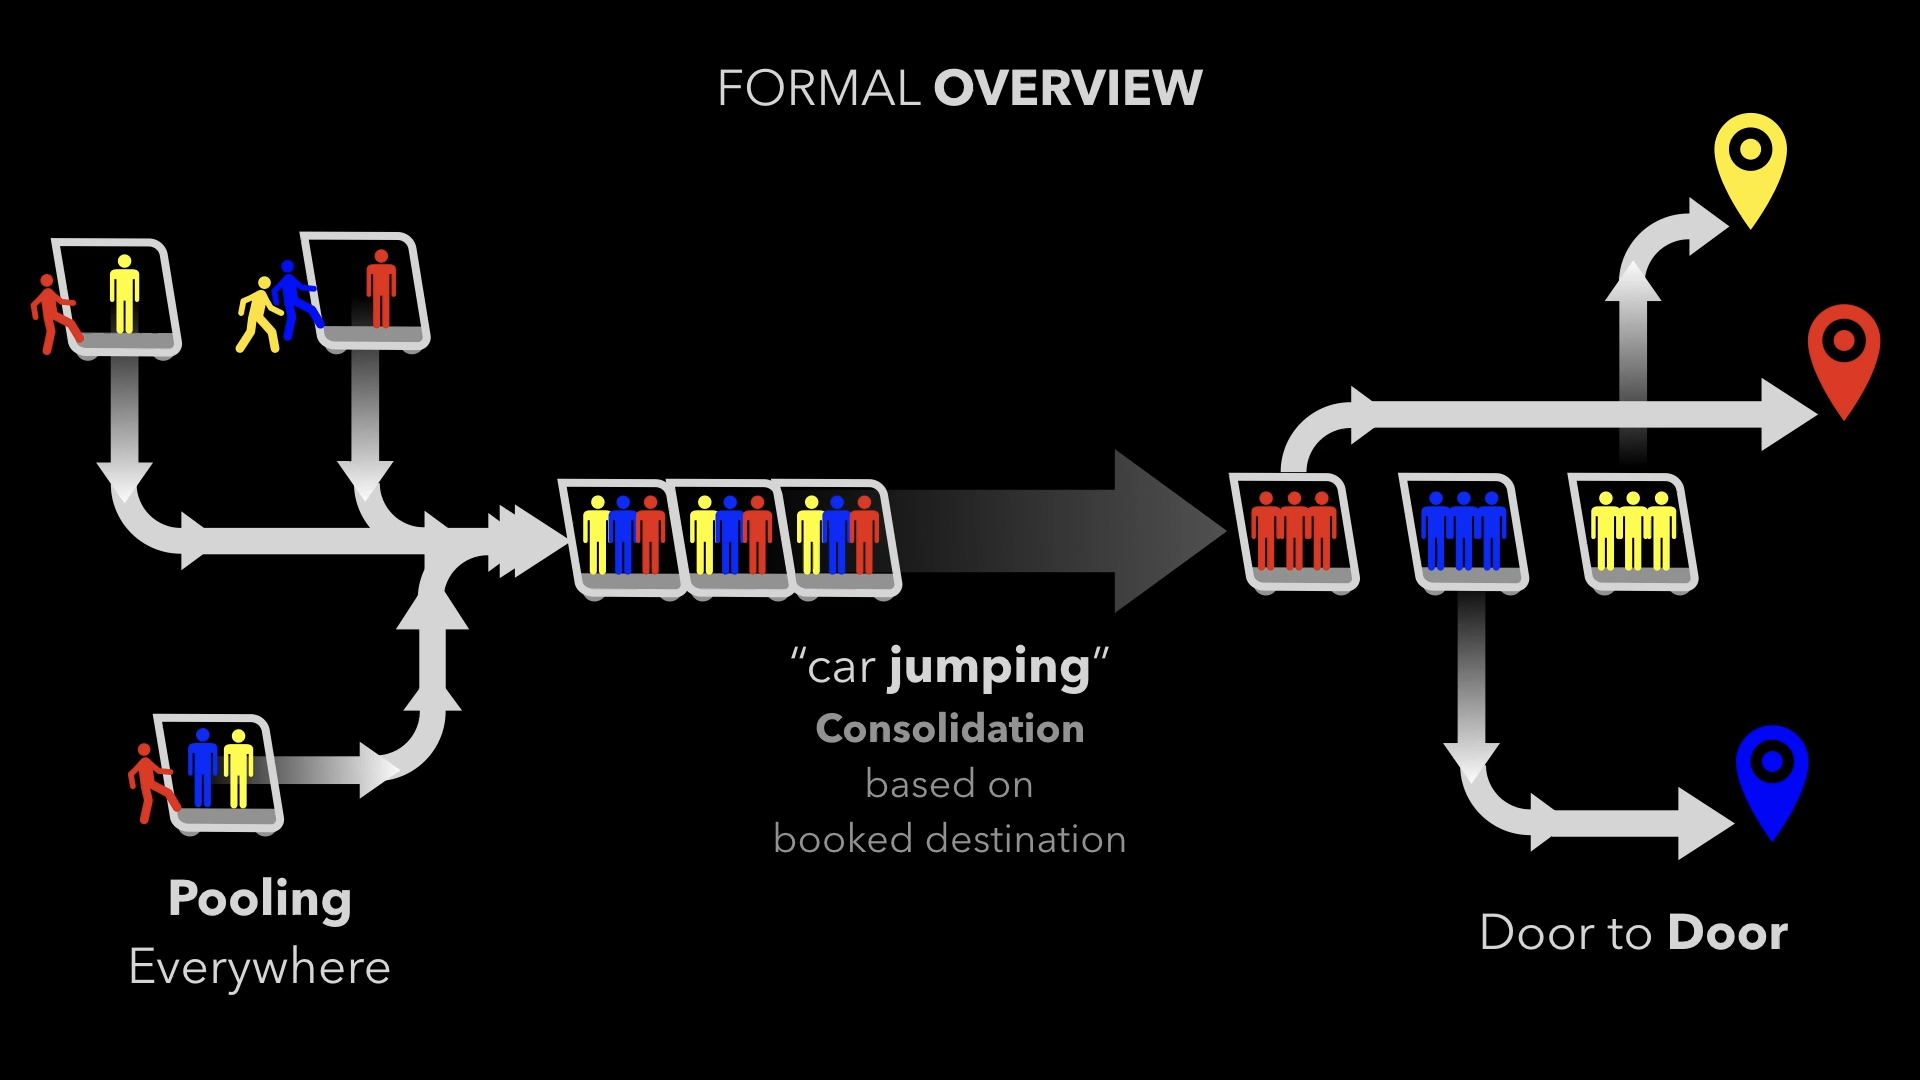 FORMAL OVERVIEW
“car jumping”
Consolidation
based on
booked destination
Pooling
Everywhere
Door to Door